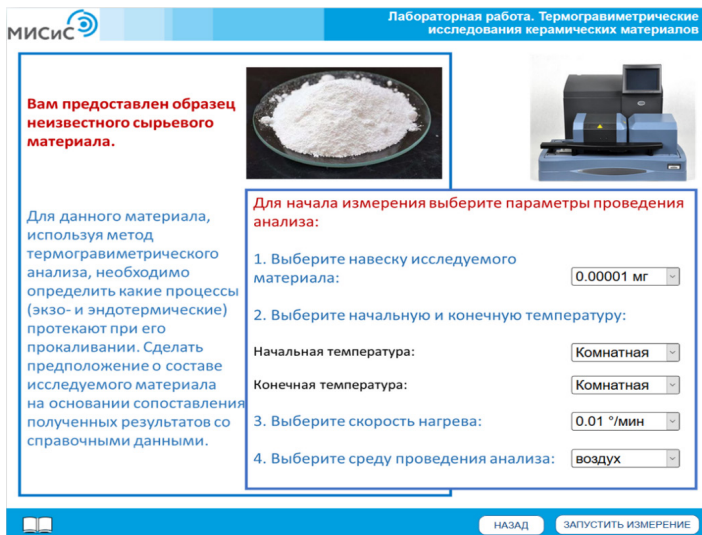 МИСиС
Лабораторная работа. Термогравиметрические
исследования керамических материалов
Вам предоставлен образец
неизвестного сырьевого
материала.
Для данного материала,
используя метод
термогравиметрического
анализа, необходимо
определить какие процессы
(экзо- и эндотермические)
протекают при его
прокаливании. Сделать
предположение о составе
исследуемого материала
на основании сопоставления
полученных результатов со
справочными данными.
Для начала измерения выберите параметры проведения
анализа:
1. Выберите навеску исследуемого
материала:
0.00001 мг
2. Выберите начальную и конечную температуру:
Начальная температура:
Комнатная
Конечная температура:
Комнатная
3. Выберите скорость нагрева:
0.01 °/мин
4. Выберите среду проведения анализа:
воздух
НАЗАД
ЗАПУСТИТЬ ИЗМЕРЕНИЕ